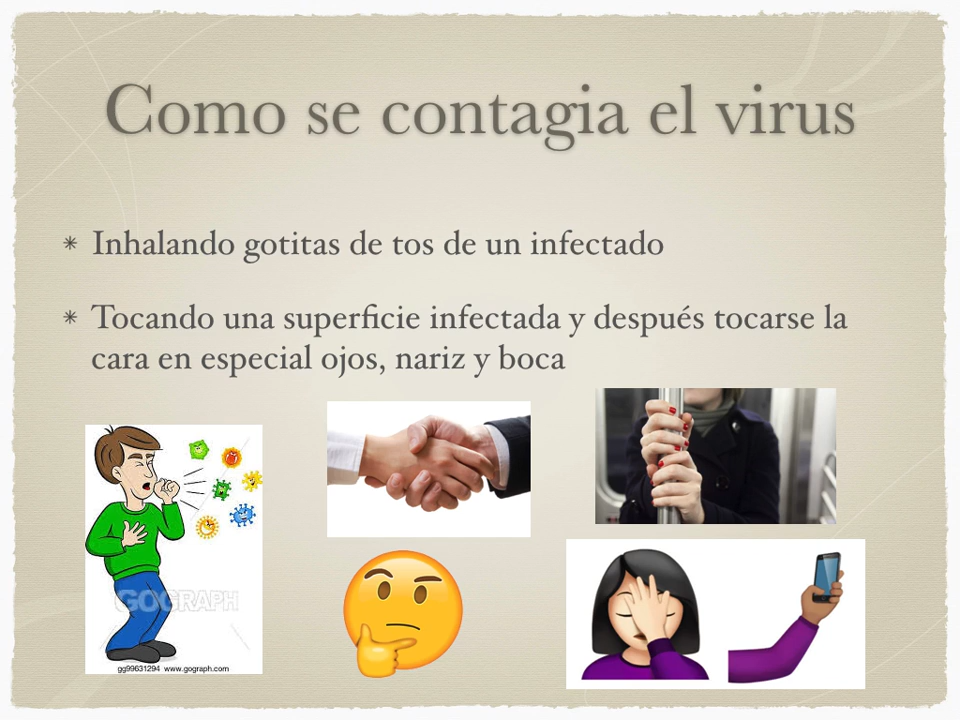 Como se contagia el virus
Inhalando gotitas de tos de un infectado
Tocando una superficie infectada y después tocarse la
cara en especial ojos, nariz y boca
GOGRAPH
gg99631294 www.gograph.com